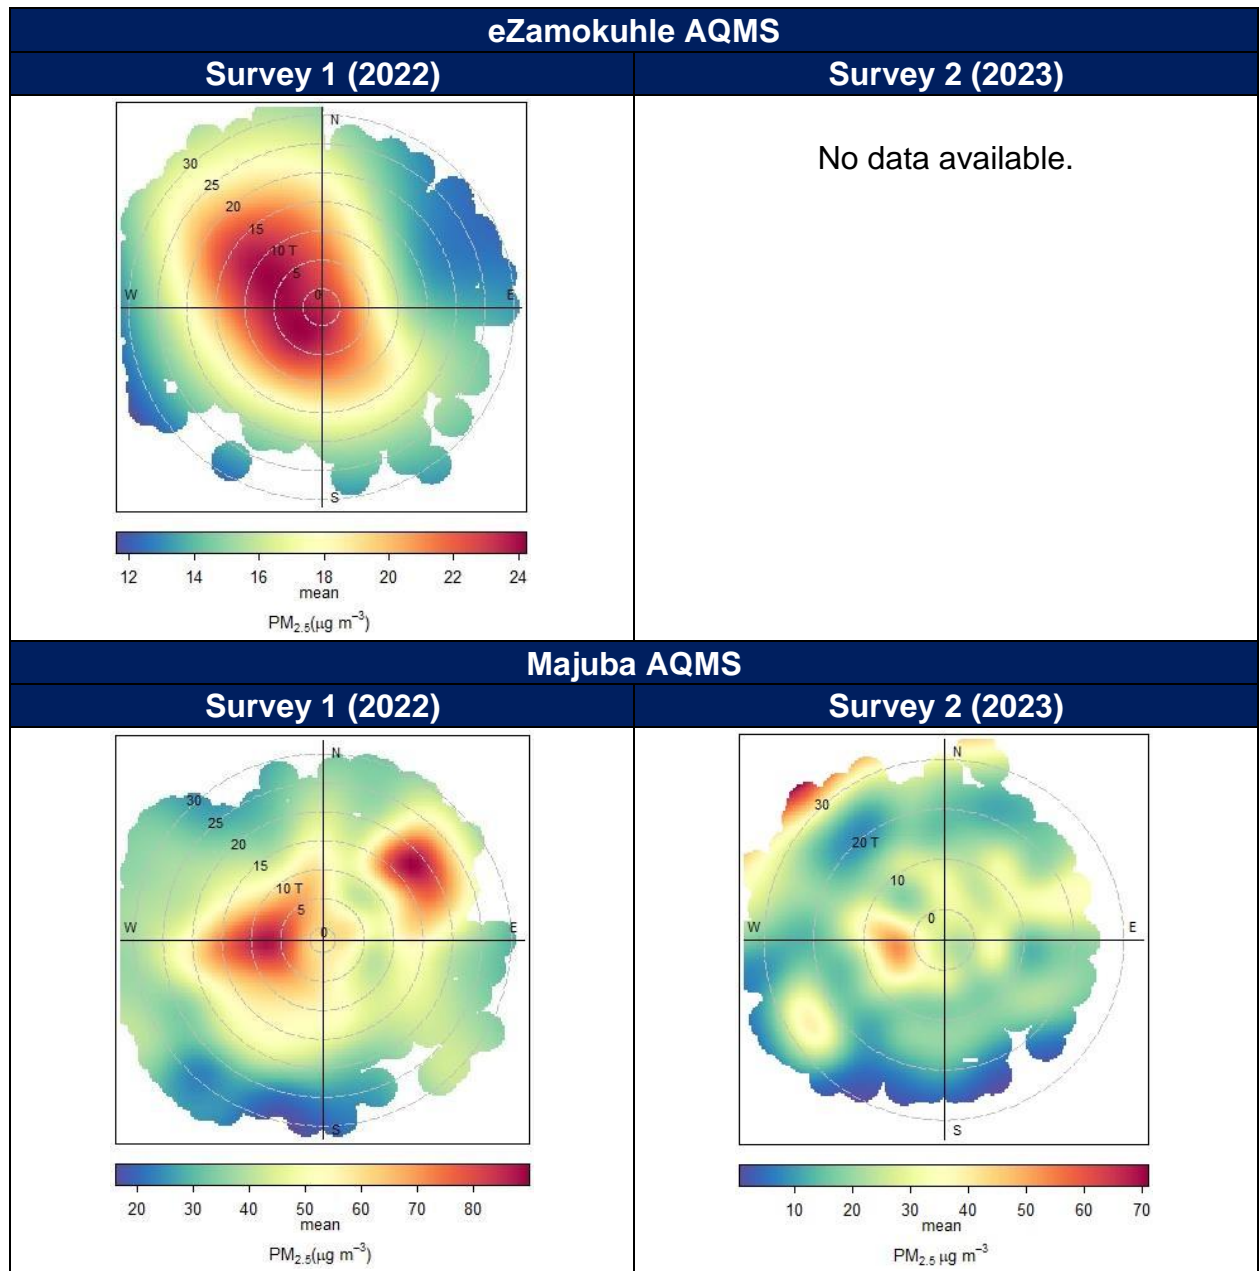 eZamokuhle AQMS
Survey 1 (2022)
Survey 2 (2023)
No data available.
N
30
25
20
15
10 T
5
0
W
E
S
12 14 16 18 20 22 24
mean
PM2.5(μg m−3)
Majuba AQMS
Survey 1 (2022)
Survey 2 (2023)
N
30
25
20
15
10 T
5
0
W
E
S
20 30 40 50 60 70 80
mean
PM2.5(μg m−3)
N
30
20 T
10
0
W
E
S
10 20 30 40 50 60 70
mean
PM2.5 μg m−3